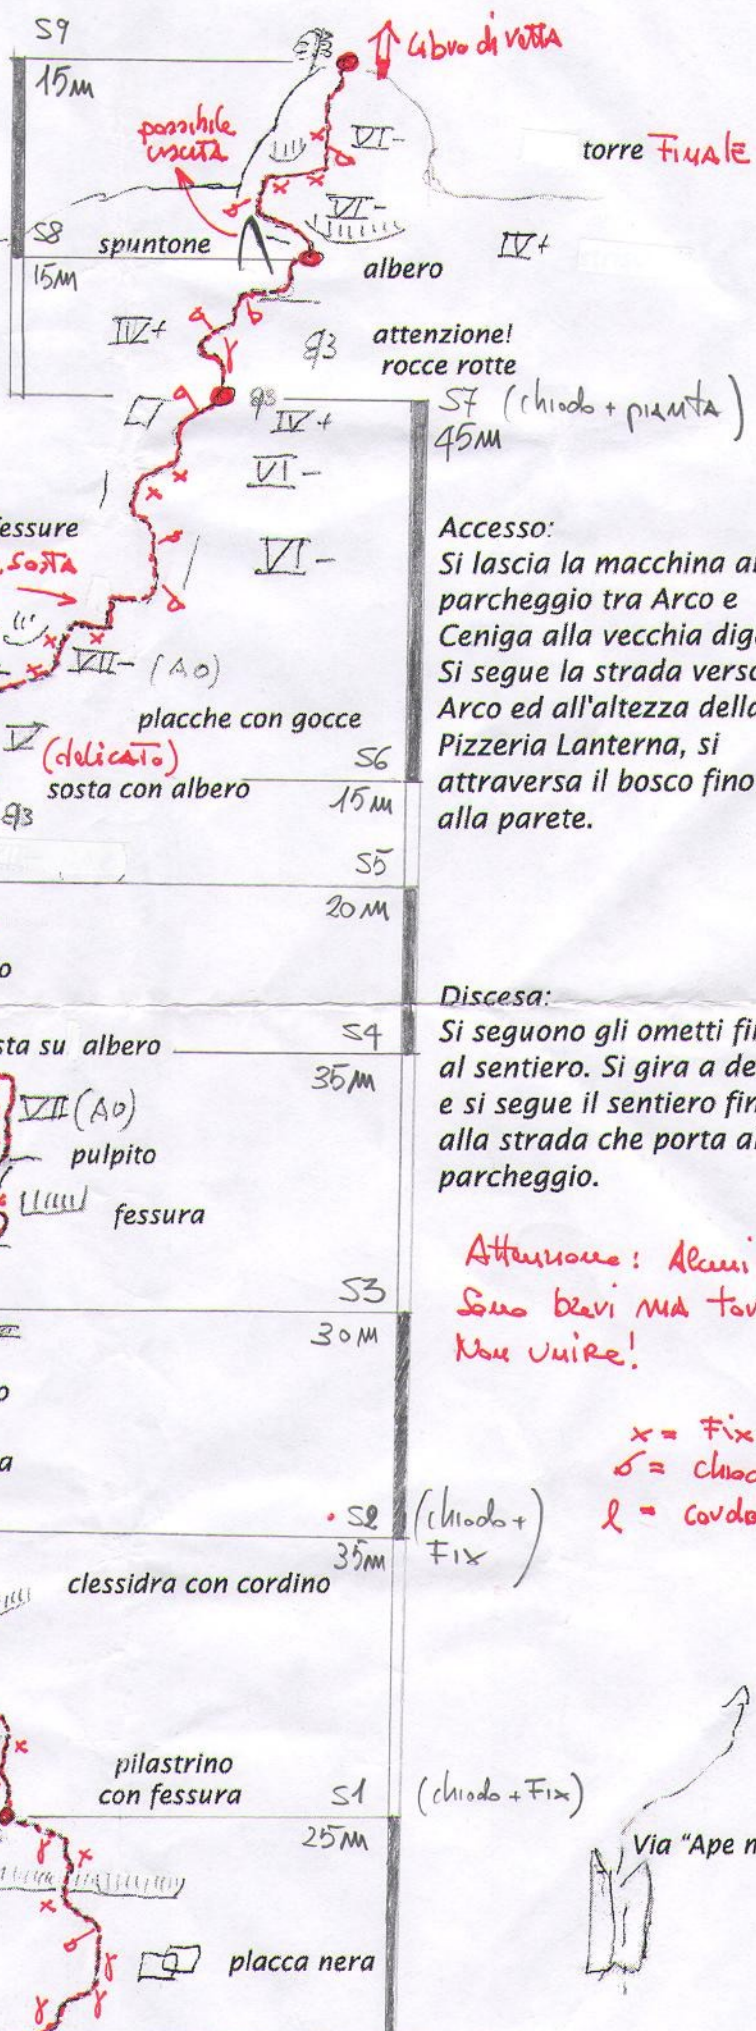 S9
15m
Libro di vetta
possibile
uscita
VI-
torre FINALE
VI-
S8
spuntone
IV+
15m
albero
IV+
attenzione!
rocce rotte
S7 (chiodo + pianta)
45m
IV+
VI-
VI-
essure
SOSTA
VII- (A0)
placche con gocce
V
(delicato)
S6
sosta con albero
15m
S5
20m
o
sta su albero
S4
35m
VII (A0)
pulpito
fessura
S3
30m
o
a
S2
(chiodo +
Fix)
35m
clessidra con cordino
pilastrino
con fessura
S1
(chiodo + Fix)
25m
placca nera
Accesso:
Si lascia la macchina al
parcheggio tra Arco e
Ceniga alla vecchia dig
Si segue la strada verso
Arco ed all'altezza della
Pizzeria Lanterna, si
attraversa il bosco fino
alla parete.
Discesa:
Si seguono gli ometti fi
al sentiero. Si gira a de
e si segue il sentiero fin
alla strada che porta a
parcheggio.
Attenzione! Alcuni
Sono brevi ma
Non unire!
x = Fix
= chiod
= cordo
Via "Ape n